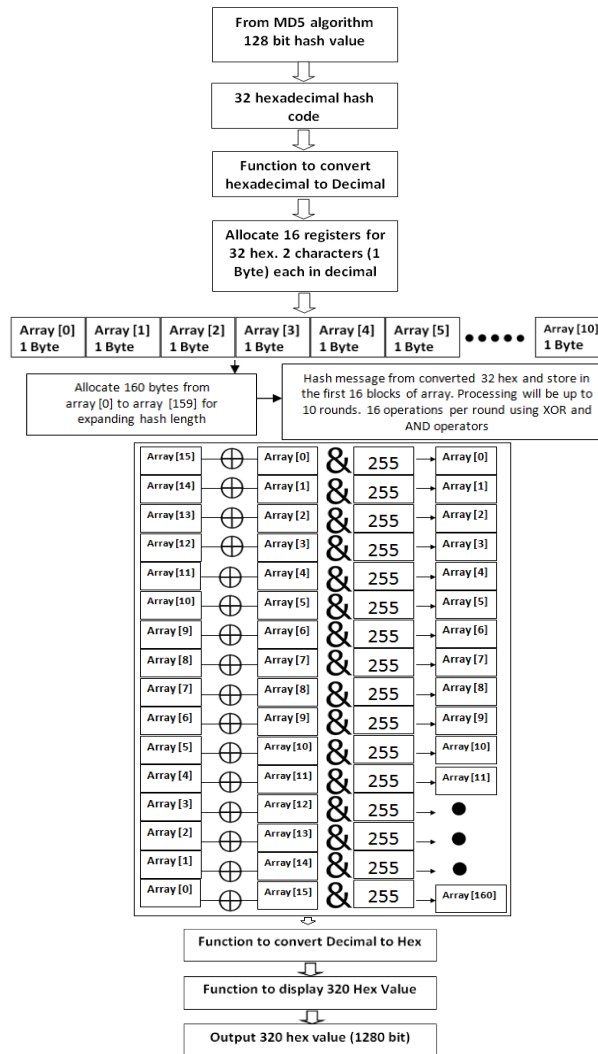 From MD5 algorithm
128 bit hash value
32 hexadecimal hash
code
Function to convert
hexadecimal to Decimal
Allocate 16 registers for
32 hex. 2 characters (1
Byte) each in decimal
Array [0] Array [1] Array [2] Array [3] Array [4] Array [5] Array [10]
1 Byte 1 Byte 1 Byte 1 Byte 1 Byte 1 Byte 1 Byte
Allocate 160 bytes from
array [0] to array [159] for
expanding hash length
Hash message from converted 32 hex and store in
the first 16 blocks of array. Processing will be up to
10 rounds. 16 operations per round using XOR and
AND operators
Array [15] Array [0] & 255 Array [0]
Array [14] Array [1] & 255 Array [1]
Array [13] Array [2] & 255 Array [2]
Array [12] Array [3] & 255 Array [3]
Array [11] Array [4] & 255 Array [4]
Array [10] Array [5] & 255 Array [5]
Array [9] Array [6] & 255 Array [6]
Array [8] Array [7] & 255 Array [7]
Array [7] Array [8] & 255 Array [8]
Array [6] Array [9] & 255 Array [9]
Array [5] Array [10] & 255 Array [10]
Array [4] Array [11] & 255 Array [11]
Array [3] Array [12] & 255
Array [2] Array [13] & 255
Array [1] Array [14] & 255
Array [0] Array [15] & 255 Array [160]
Function to convert Decimal to Hex
Function to display 320 Hex Value
Output 320 hex value (1280 bit)